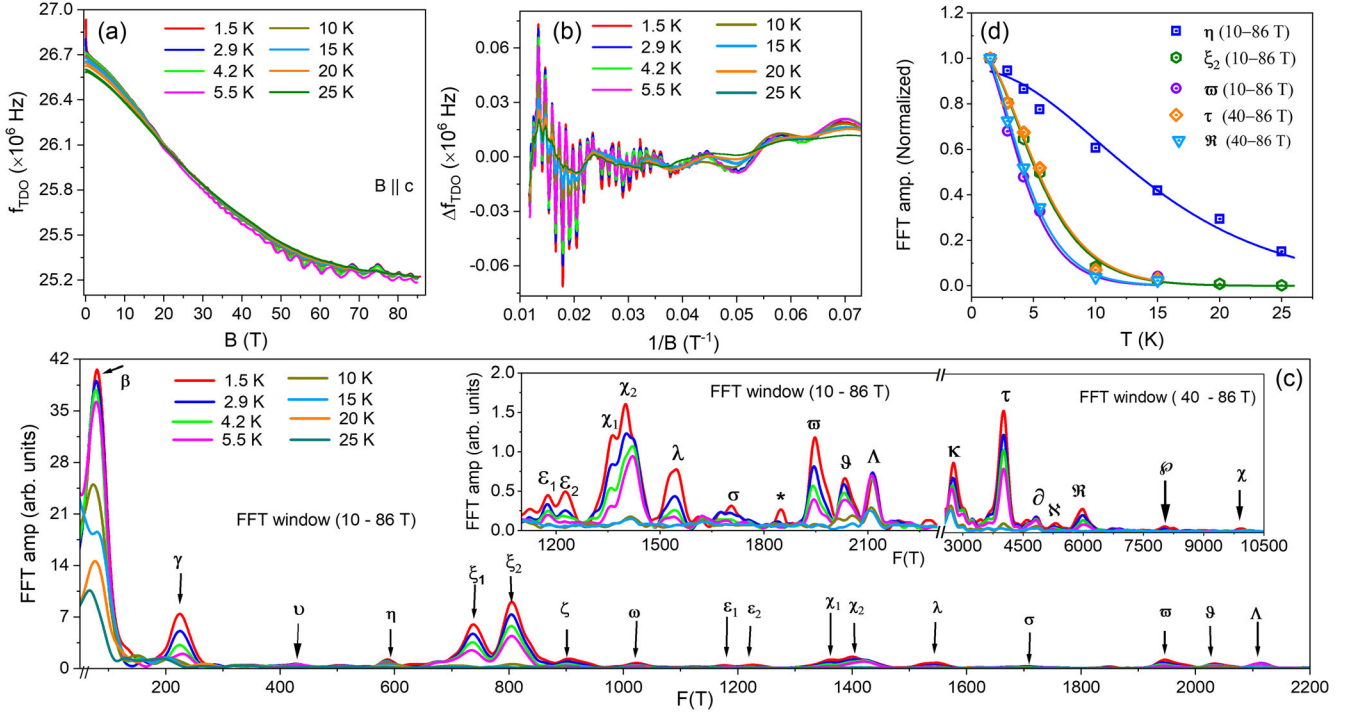 (a)
27.0
26.7
26.4
26.1
25.8
25.5
25.2
f_TDO (×10⁶ Hz)
1.5 K
2.9 K
4.2 K
5.5 K
10 K
15 K
20 K
25 K
B || c
0 10 20 30 40 50 60 70 80
B (T)
(b)
0.06
0.03
0.00
-0.03
-0.06
Δf_TDO (×10⁶ Hz)
1.5 K
2.9 K
4.2 K
5.5 K
10 K
15 K
20 K
25 K
0.01 0.02 0.03 0.04 0.05 0.06 0.07
1/B (T⁻¹)
(d)
1.2
1.0
0.8
0.6
0.4
0.2
0.0
FFT amp. (Normalized)
η (10–86 T)
ξ₂ (10–86 T)
ϖ (10–86 T)
τ (40–86 T)
ℜ (40–86 T)
0 5 10 15 20 25
T (K)
(c)
42
35
28
21
14
7
0
FFT amp (arb. units)
1.5 K
2.9 K
4.2 K
5.5 K
10 K
15 K
20 K
25 K
FFT window (10 - 86 T)
β
γ
υ
η
ξ₁
ξ₂
ζ
ω
ε₁
ε₂
χ₁
χ₂
λ
σ
ϖ
ϑ
Λ
200 400 600 800 1000 1200 1400 1600 1800 2000 2200
F(T)
2.0
1.5
1.0
0.5
0.0
FFT amp (arb. units)
FFT window (10 - 86 T)
FFT window ( 40 - 86 T)
ε₁
ε₂
χ₁
χ₂
λ
σ
*
ϖ
ϑ
Λ
κ
τ
∂
ℵ
ℜ
℘
χ
1200 1500 1800 2100 2500 4500 6000 7500 9000 10500
F(T)